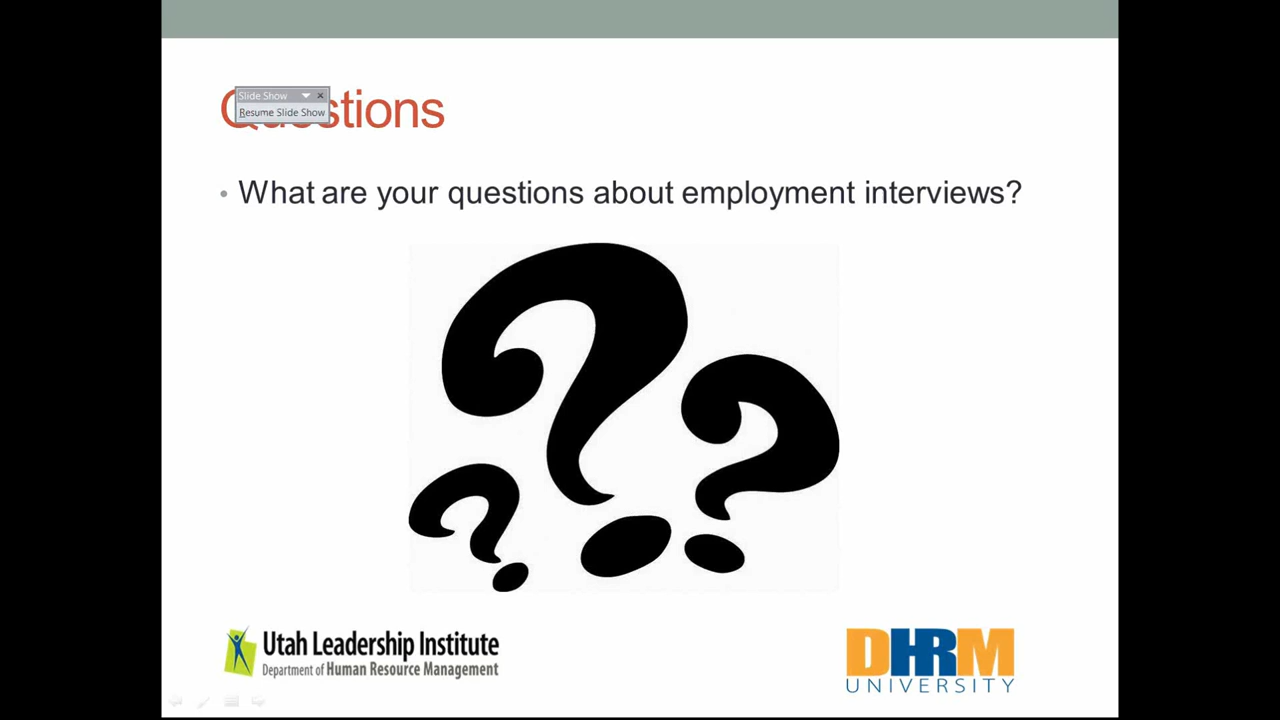 Questions
Slide Show
Resume Slide Show
• What are your questions about employment interviews?
???
Utah Leadership Institute
Department of Human Resource Management
DHRM
UNIVERSITY